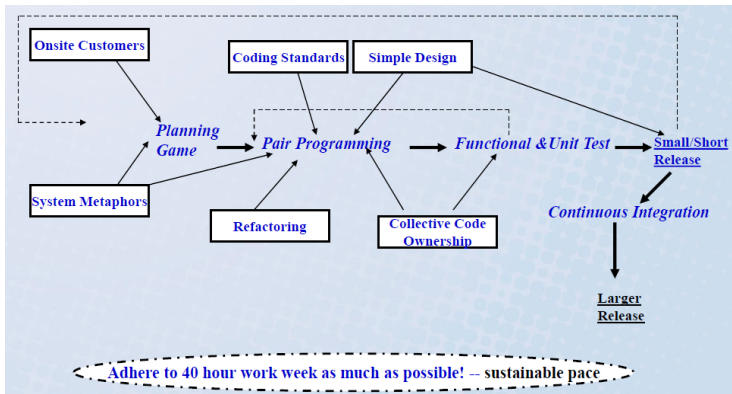 Onsite Customers
Coding Standards
Simple Design
Planning
Game
Pair Programming
Functional &Unit Test
Small/Short
Release
System Metaphors
Refactoring
Collective Code
Ownership
Continuous Integration
Larger
Release
Adhere to 40 hour work week as much as possible! -- sustainable pace